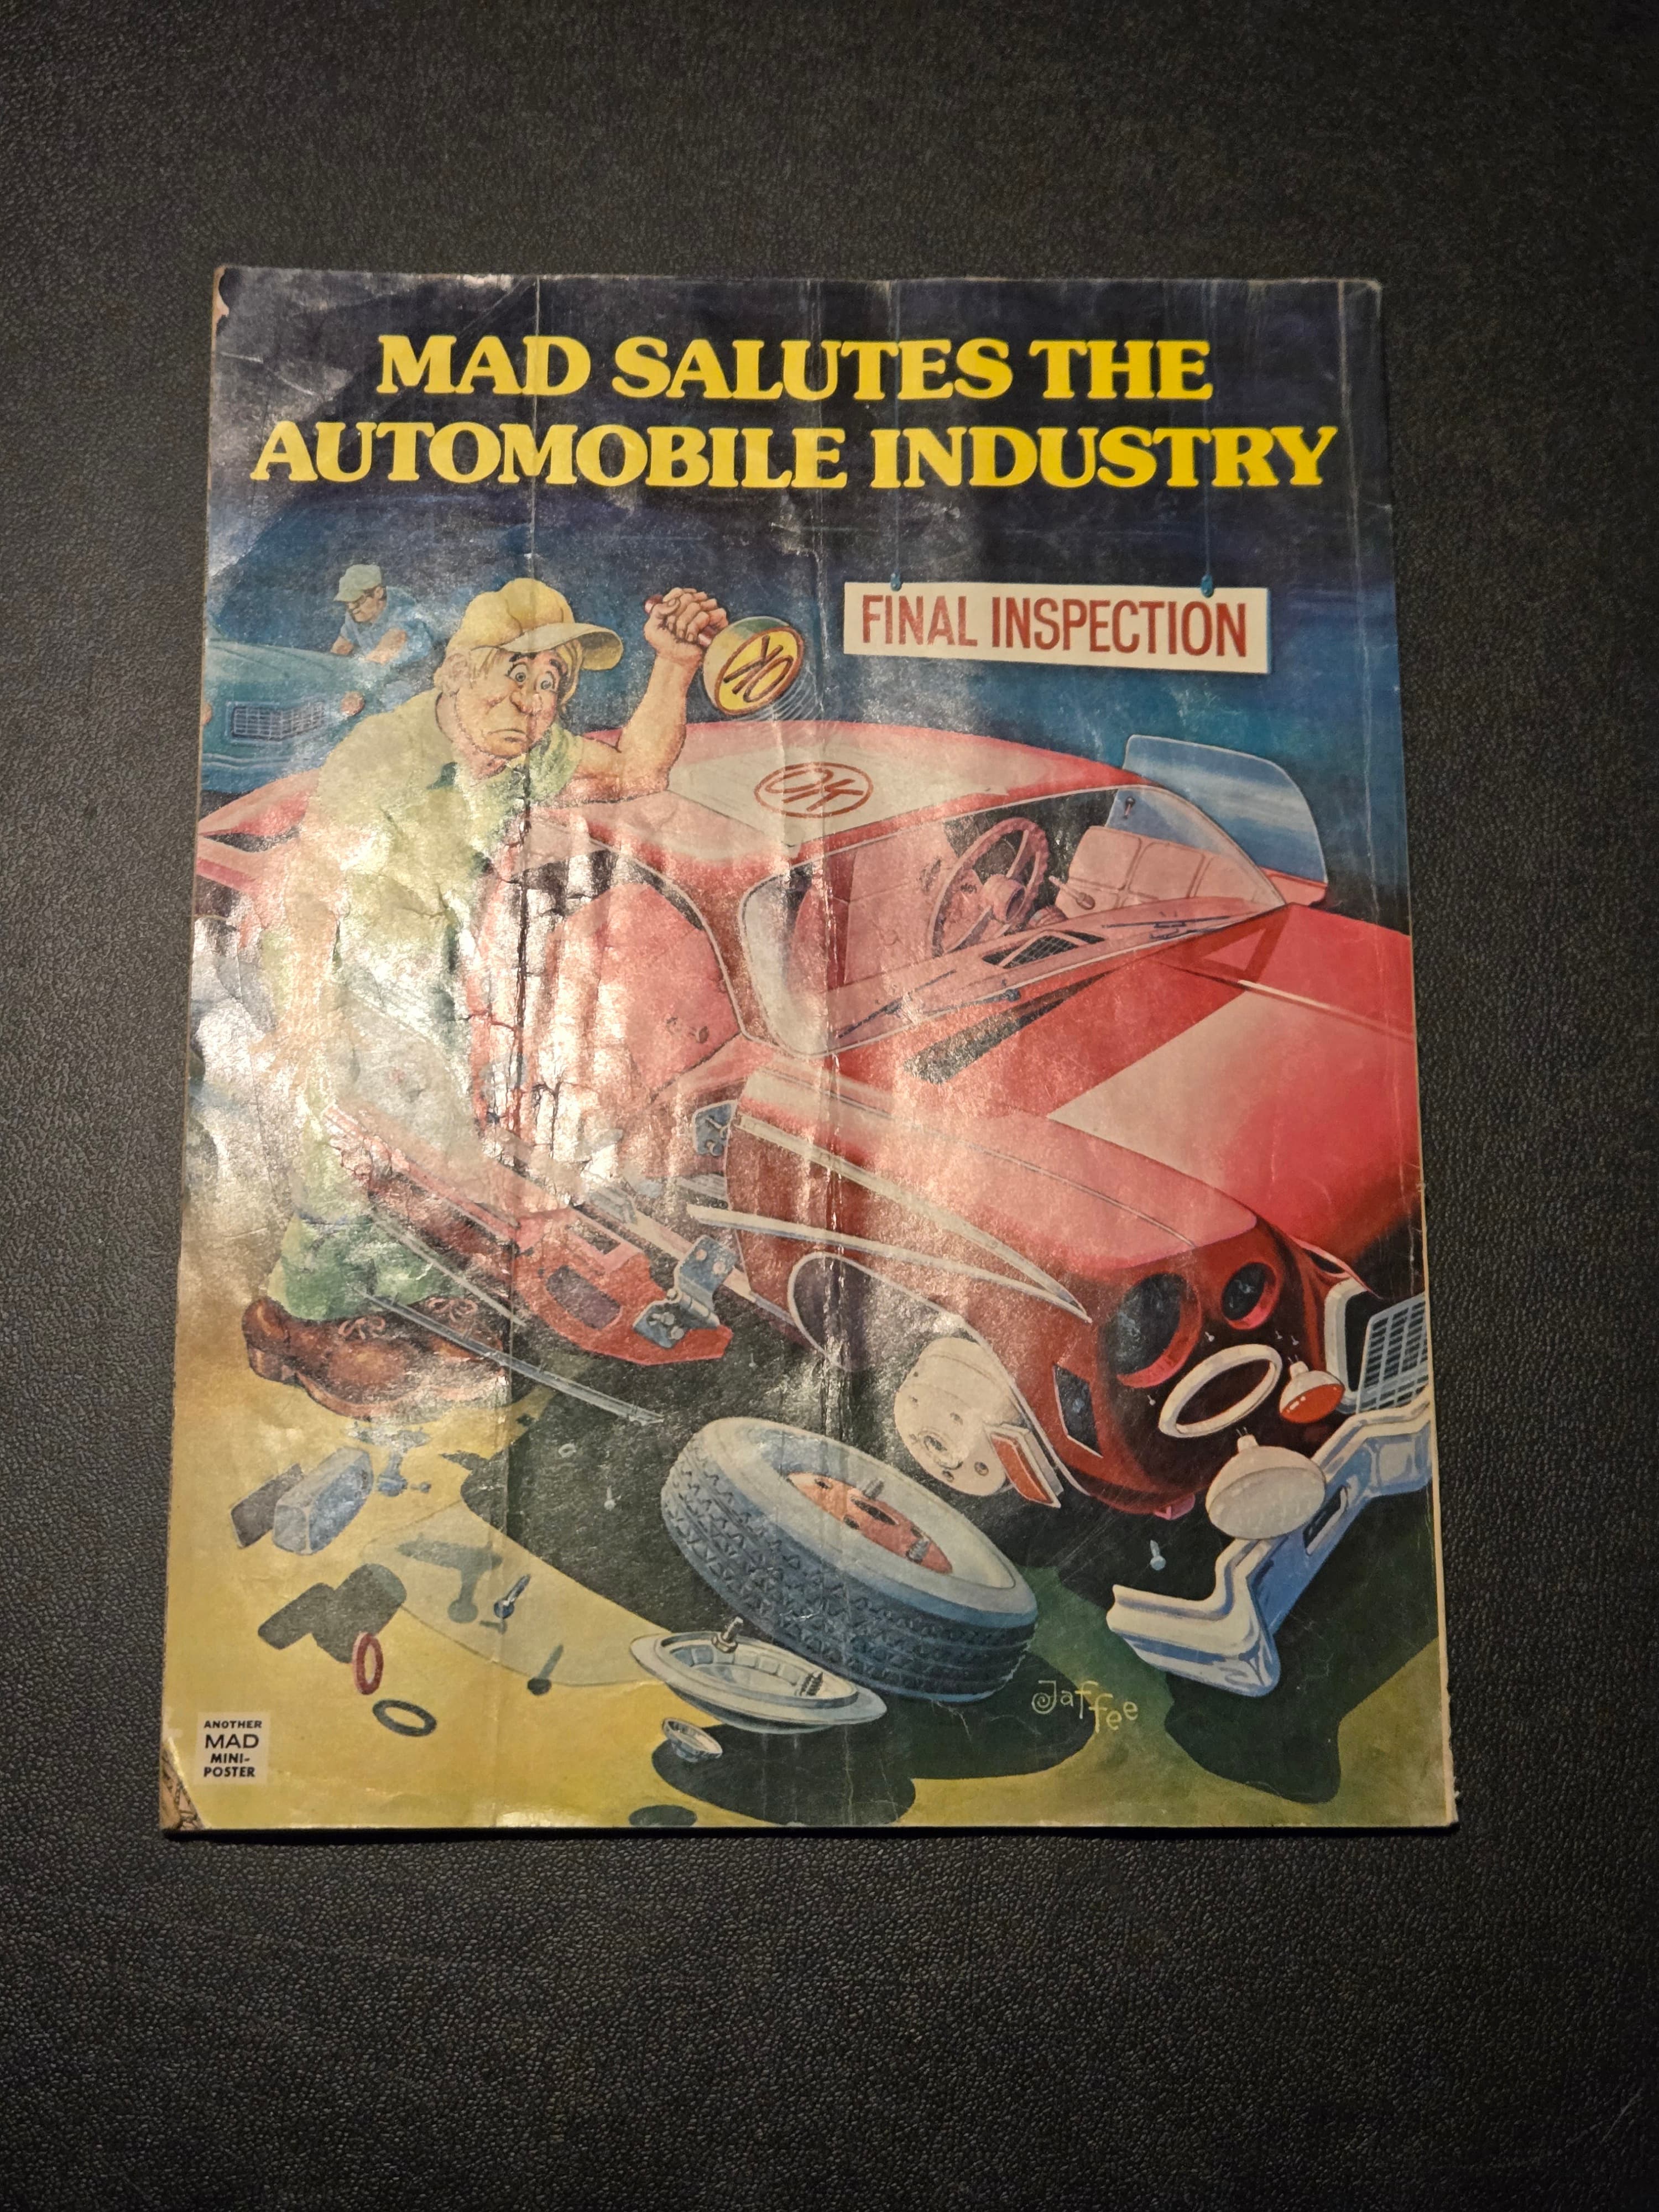 MAD SALUTES THE
AUTOMOBILE INDUSTRY
FINAL INSPECTION
OK
OK
Jaffee
ANOTHER
MAD
MINI-
POSTER